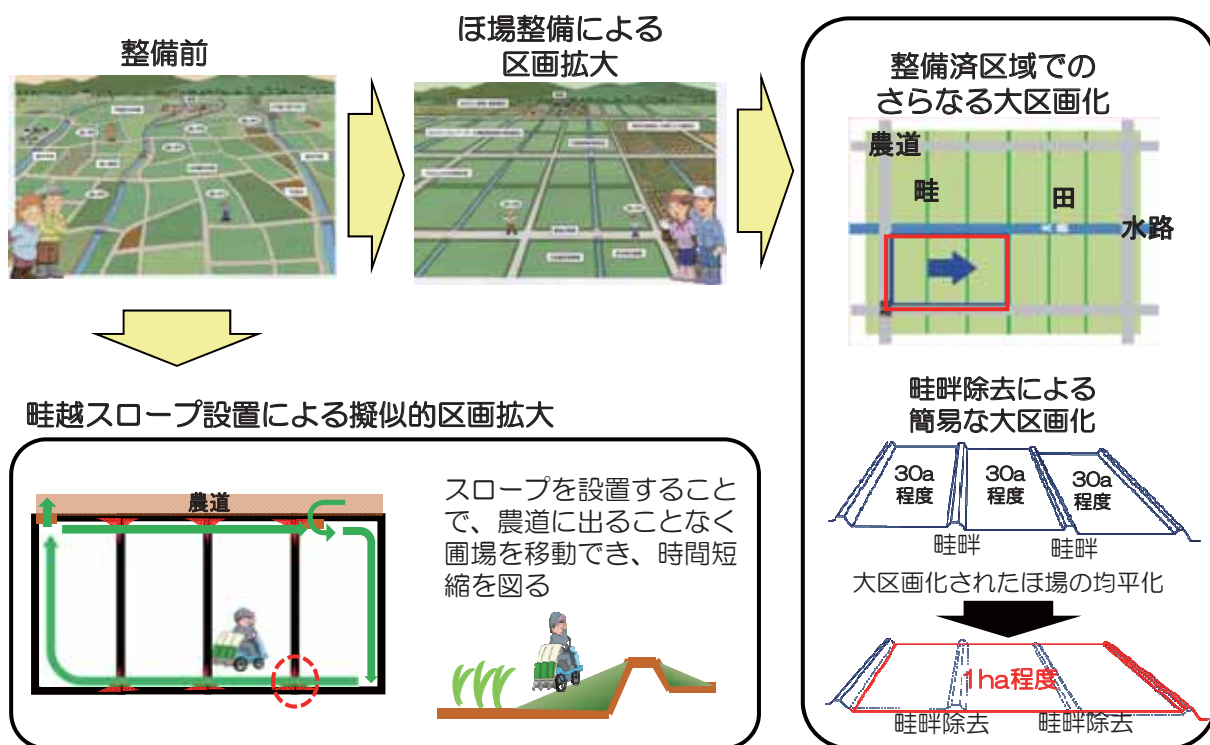 整備前
ほ場整備による
区画拡大
整備済区域での
さらなる大区画化
農道
畦
田
水路
畦畔除去による
簡易な大区画化
30a
程度
30a
程度
30a
程度
畦畔
畦畔
大区画化されたほ場の均平化
1ha程度
畦畔除去
畦畔除去
畦越スロープ設置による擬似的区画拡大
農道
スロープを設置すること
で、農道に出ることなく
圃場を移動でき、時間短
縮を図る